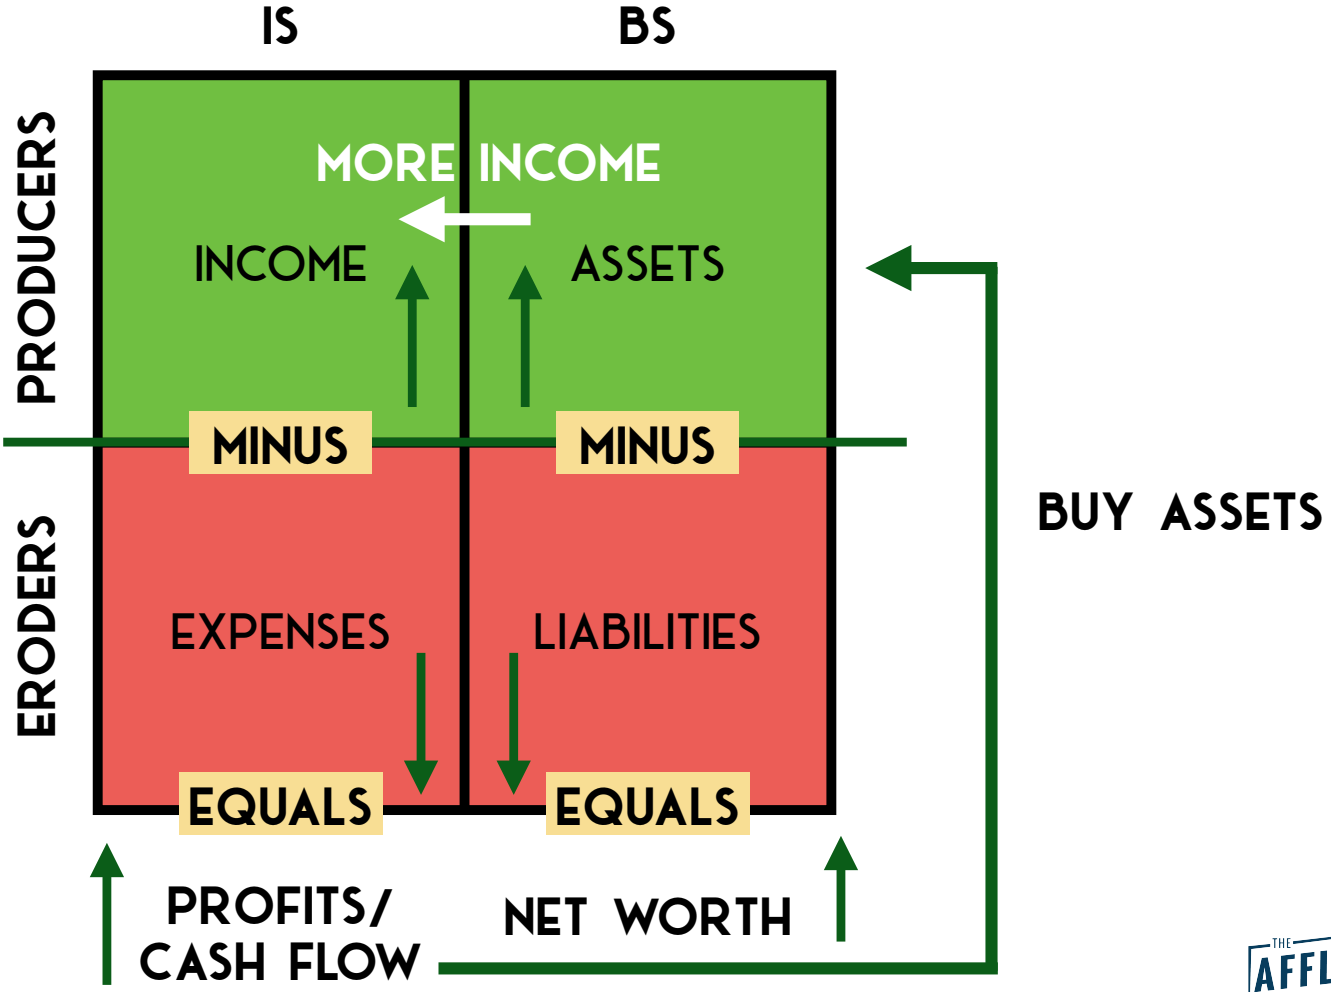 IS
BS
PRODUCERS
MORE INCOME
INCOME
ASSETS
MINUS
MINUS
BUY ASSETS
ERODERS
EXPENSES
LIABILITIES
EQUALS
EQUALS
PROFITS/
CASH FLOW
NET WORTH
THE